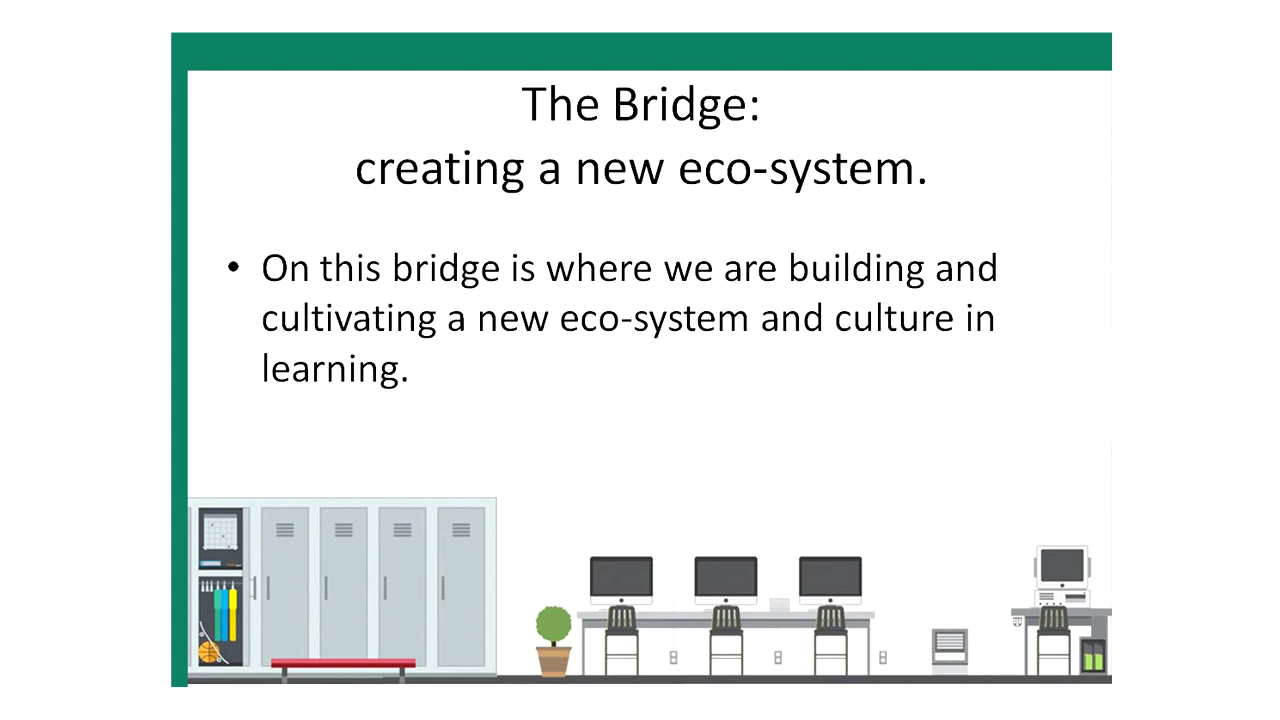 The Bridge:
creating a new eco-system.
• On this bridge is where we are building and
cultivating a new eco-system and culture in
learning.